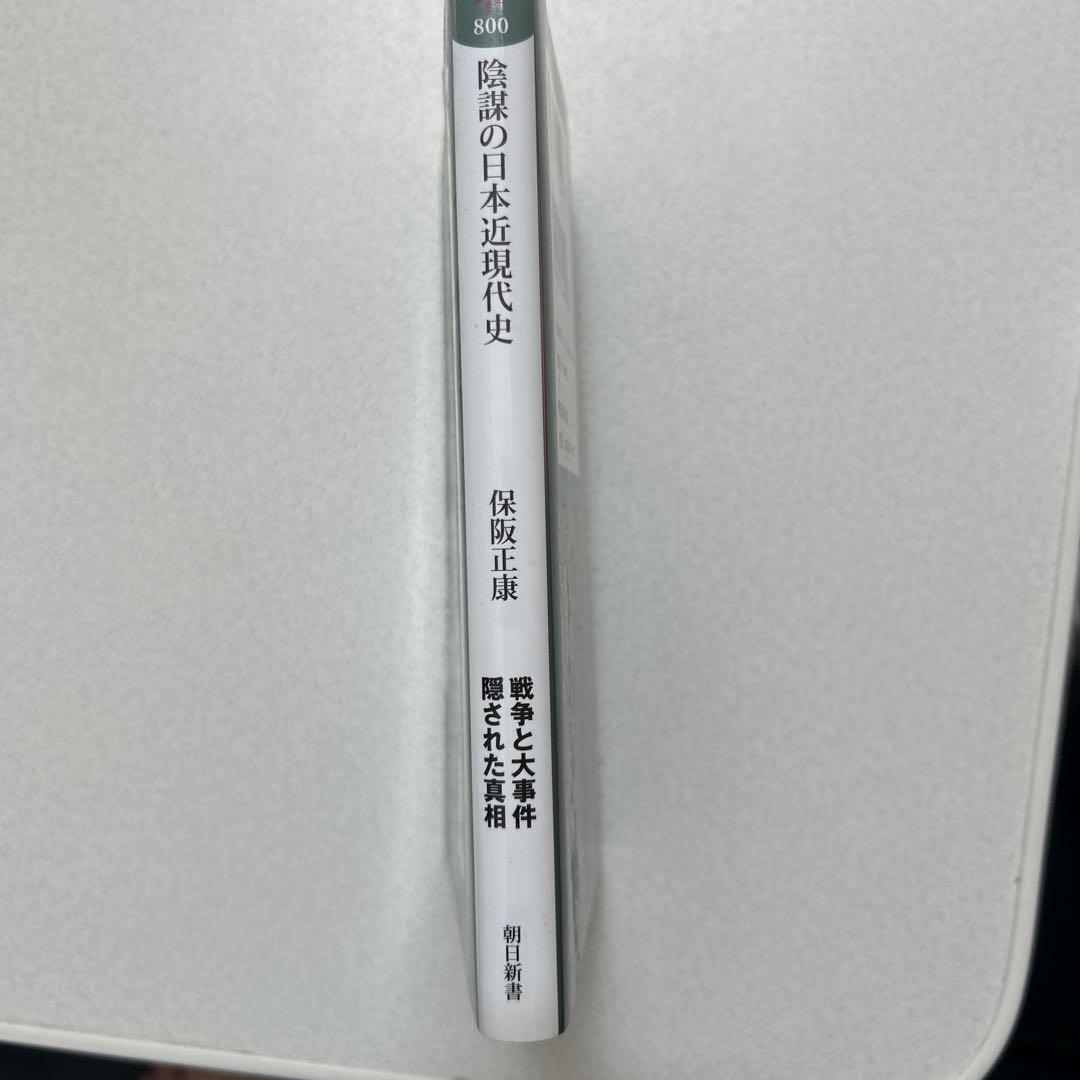 800
陰謀の日本近現代史
保阪正康
戦争と大事件
隠された真相
朝日新書